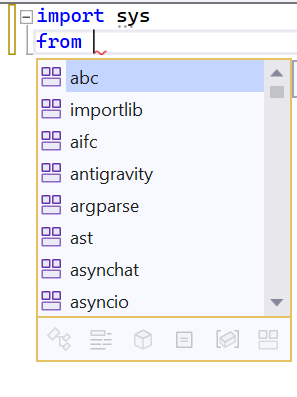 import sys
from
abc
importlib
aifc
antigravity
argparse
ast
asynchat
asyncio